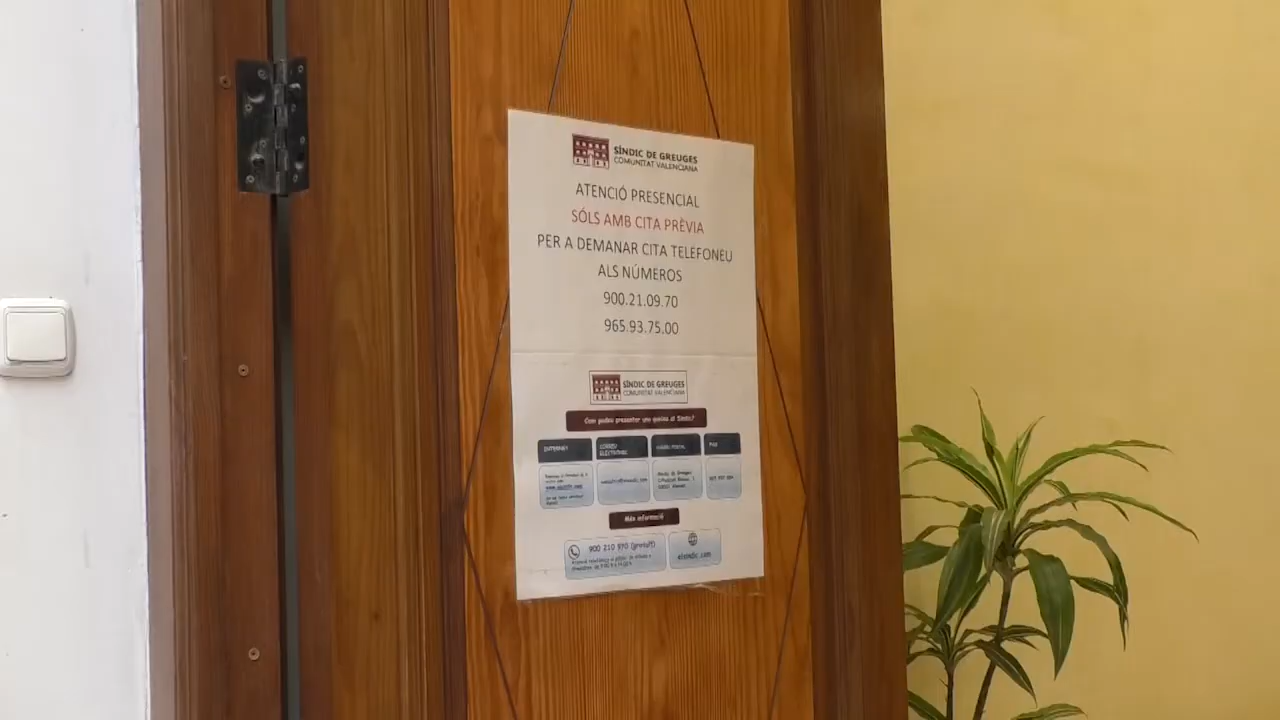 SÍNDIC DE GREUGES
COMUNITAT VALENCIANA
ATENCIÓ PRESENCIAL
SÓLS AMB CITA PRÈVIA
PER A DEMANAR CITA TELEFONEU
ALS NÚMEROS
900.21.09.70
965.93.75.00
SÍNDIC DE GREUGES
COMUNITAT VALENCIANA
Com podeu presentar una queixa al Síndic?
INTERNET
CORREU
ELECTRÒNIC
CORREU POSTAL
FAX
Més informació
900 210 970 (gratuït)
elsindic.com